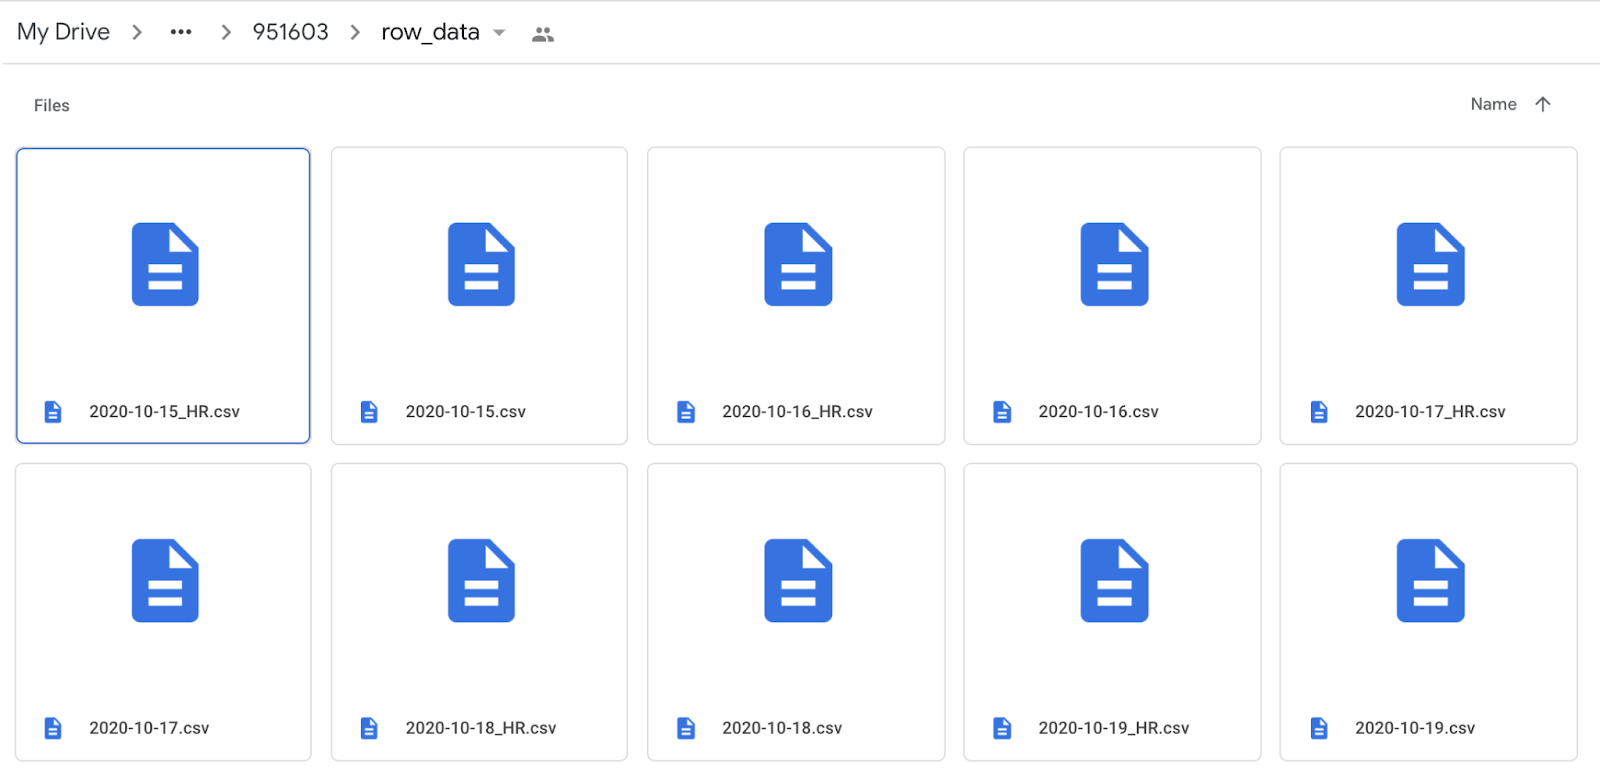 My Drive > ... > 951603 > row_data
Files
Name
2020-10-15_HR.csv
2020-10-15.csv
2020-10-16_HR.csv
2020-10-16.csv
2020-10-17_HR.csv
2020-10-17.csv
2020-10-18_HR.csv
2020-10-18.csv
2020-10-19_HR.csv
2020-10-19.csv